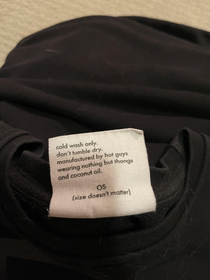 cold wash only.
don't tumble dry.
manufactured by hot guys
wearing nothing but thongs
and coconut oil.
OS
(size doesn't matter)